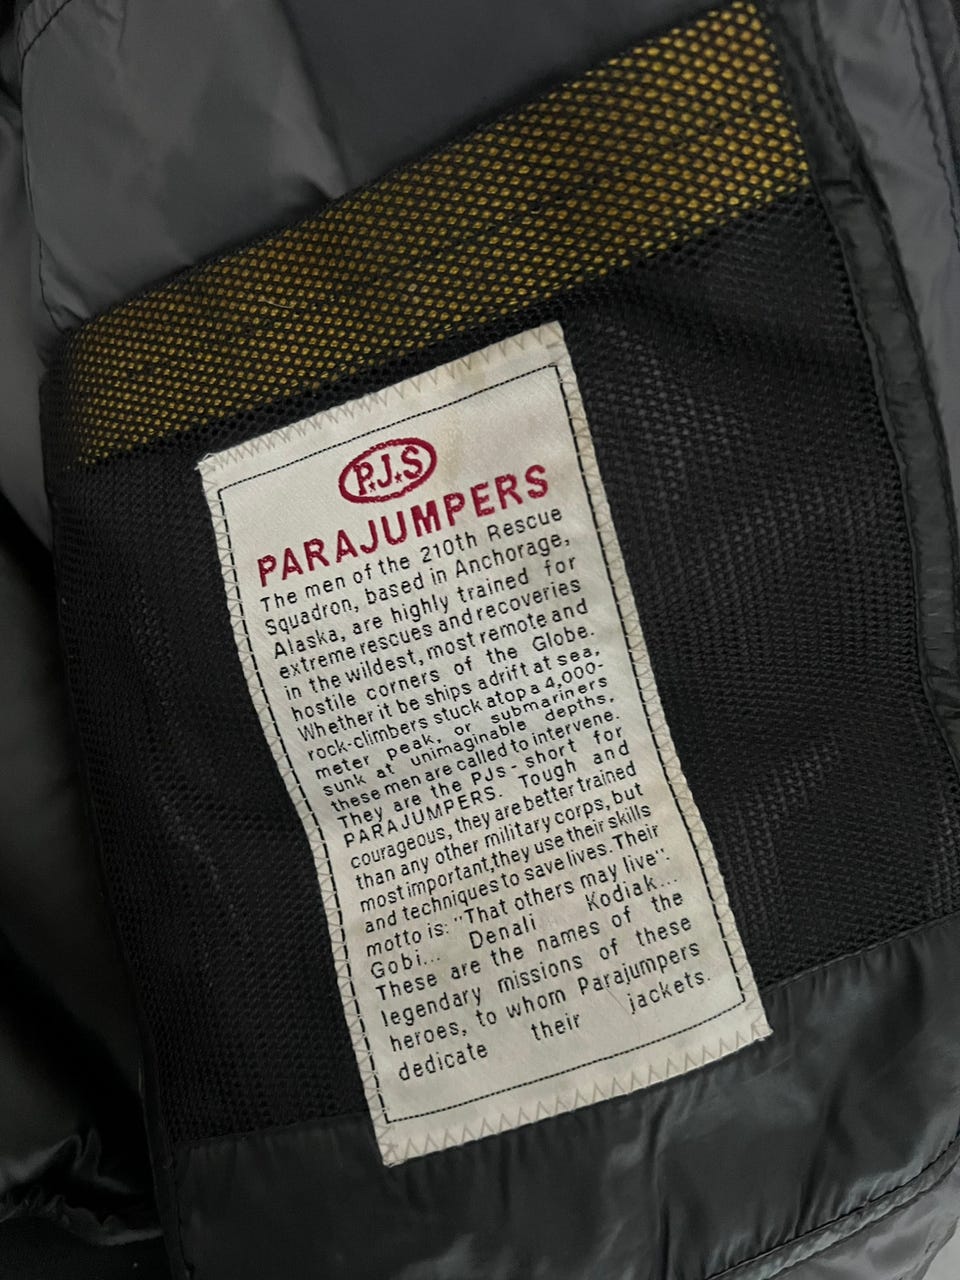 P.J.S
PARAJUMPERS
The men of the 210th Rescue
Squadron, based in Anchorage,
Alaska, are highly trained for
extreme rescues and recoveries
in the wildest, most remote and
hostile corners of the Globe.
Whether it be ships adrift at sea,
rock-climbers stuck atop a 4,000-
meter peak, or submariners
sunk at unimaginable depths,
these men are called to intervene.
They are the PJs - short for
PARAJUMPERS. Tough and
courageous, they are better trained
than any other military corps, but
most important,they use their skills
and techniques to save lives. Their
motto is: "That others may live".
Gobi... Denali Kodiak...
These are the names of the
legendary missions of these
heroes, to whom Parajumpers
dedicate their jackets.